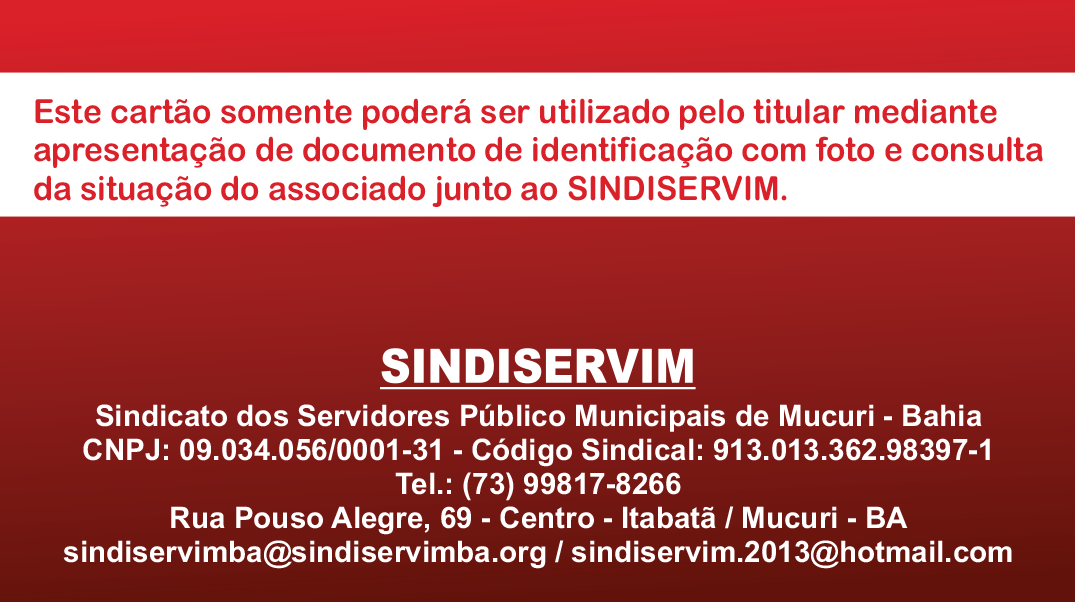 Este cartão somente poderá ser utilizado pelo titular mediante
apresentação de documento de identificação com foto e consulta
da situação do associado junto ao SINDISERVIM.
SINDISERVIM
Sindicato dos Servidores Público Municipais de Mucuri - Bahia
CNPJ: 09.034.056/0001-31 - Código Sindical: 913.013.362.98397-1
Tel.: (73) 99817-8266
Rua Pouso Alegre, 69 - Centro - Itabatã / Mucuri - BA
sindiservimba@sindiservimba.org / sindiservim.2013@hotmail.com